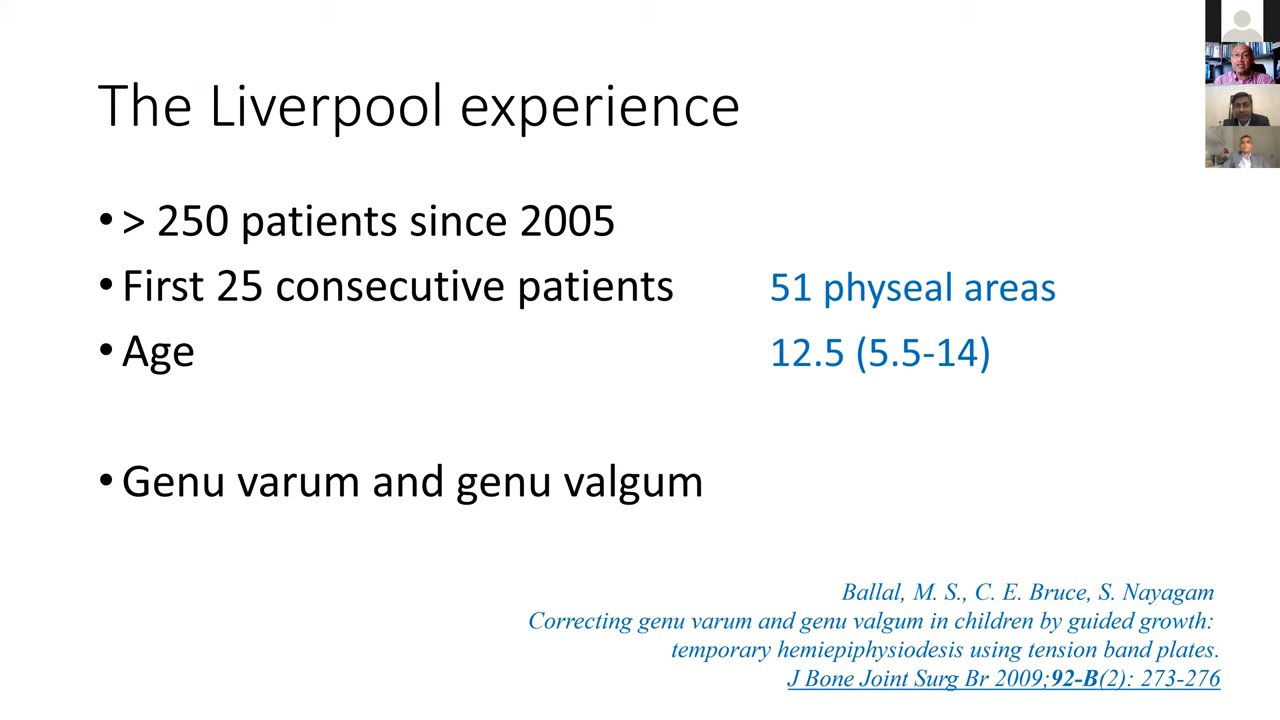 The Liverpool experience
• > 250 patients since 2005
• First 25 consecutive patients 51 physeal areas
• Age 12.5 (5.5-14)
• Genu varum and genu valgum
Ballal, M. S., C. E. Bruce, S. Nayagam
Correcting genu varum and genu valgum in children by guided growth:
temporary hemiepiphysiodesis using tension band plates.
J Bone Joint Surg Br 2009;92-B(2): 273-276